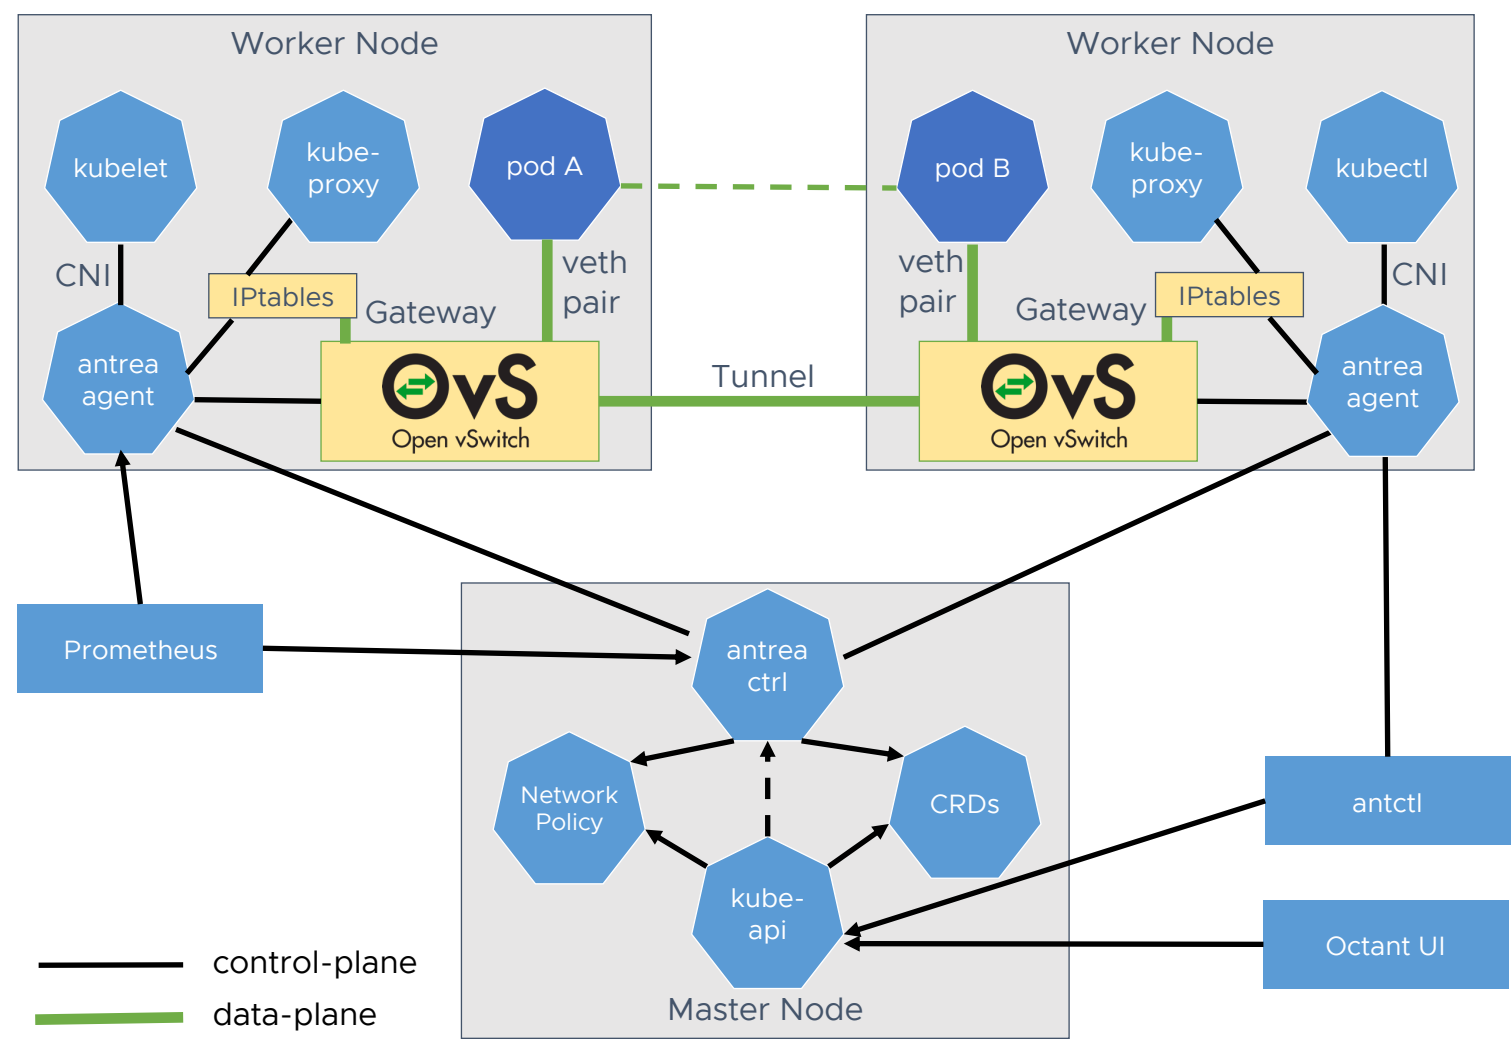 Worker Node
kubelet
kube-
proxy
pod A
CNI
IPtables
Gateway
veth
pair
antrea
agent
OvS
Open vSwitch
Tunnel
Worker Node
pod B
kube-
proxy
kubectl
veth
pair
Gateway
IPtables
CNI
OvS
Open vSwitch
antrea
agent
Prometheus
antrea
ctrl
Network
Policy
CRDs
kube-
api
Master Node
antctl
Octant UI
control-plane
data-plane